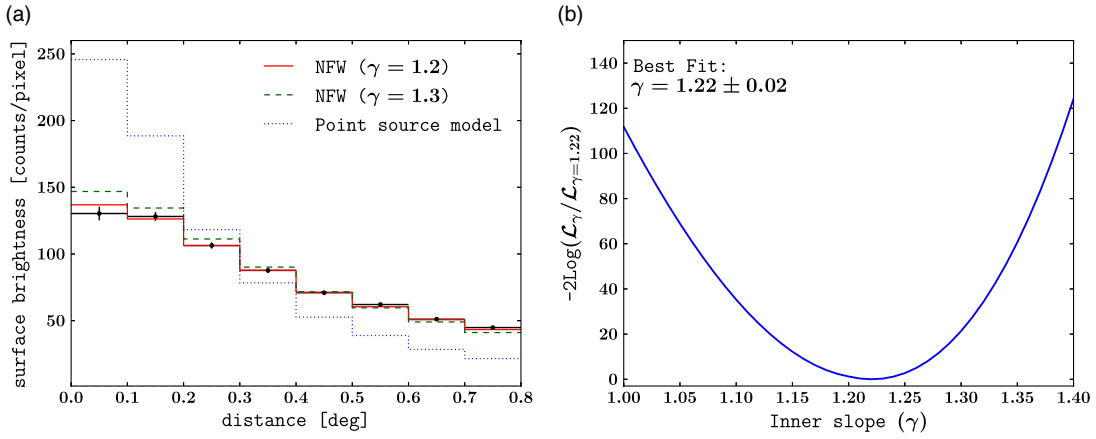 (a)
surface brightness [counts/pixel]
250
200
150
100
50
0.0 0.1 0.2 0.3 0.4 0.5 0.6 0.7 0.8
distance [deg]
NFW (γ = 1.2)
NFW (γ = 1.3)
Point source model
(b)
-2Log(ℒγ/ℒγ=1.22)
140
120
100
80
60
40
20
0
1.00 1.05 1.10 1.15 1.20 1.25 1.30 1.35 1.40
Inner slope (γ)
Best Fit:
γ = 1.22 ± 0.02